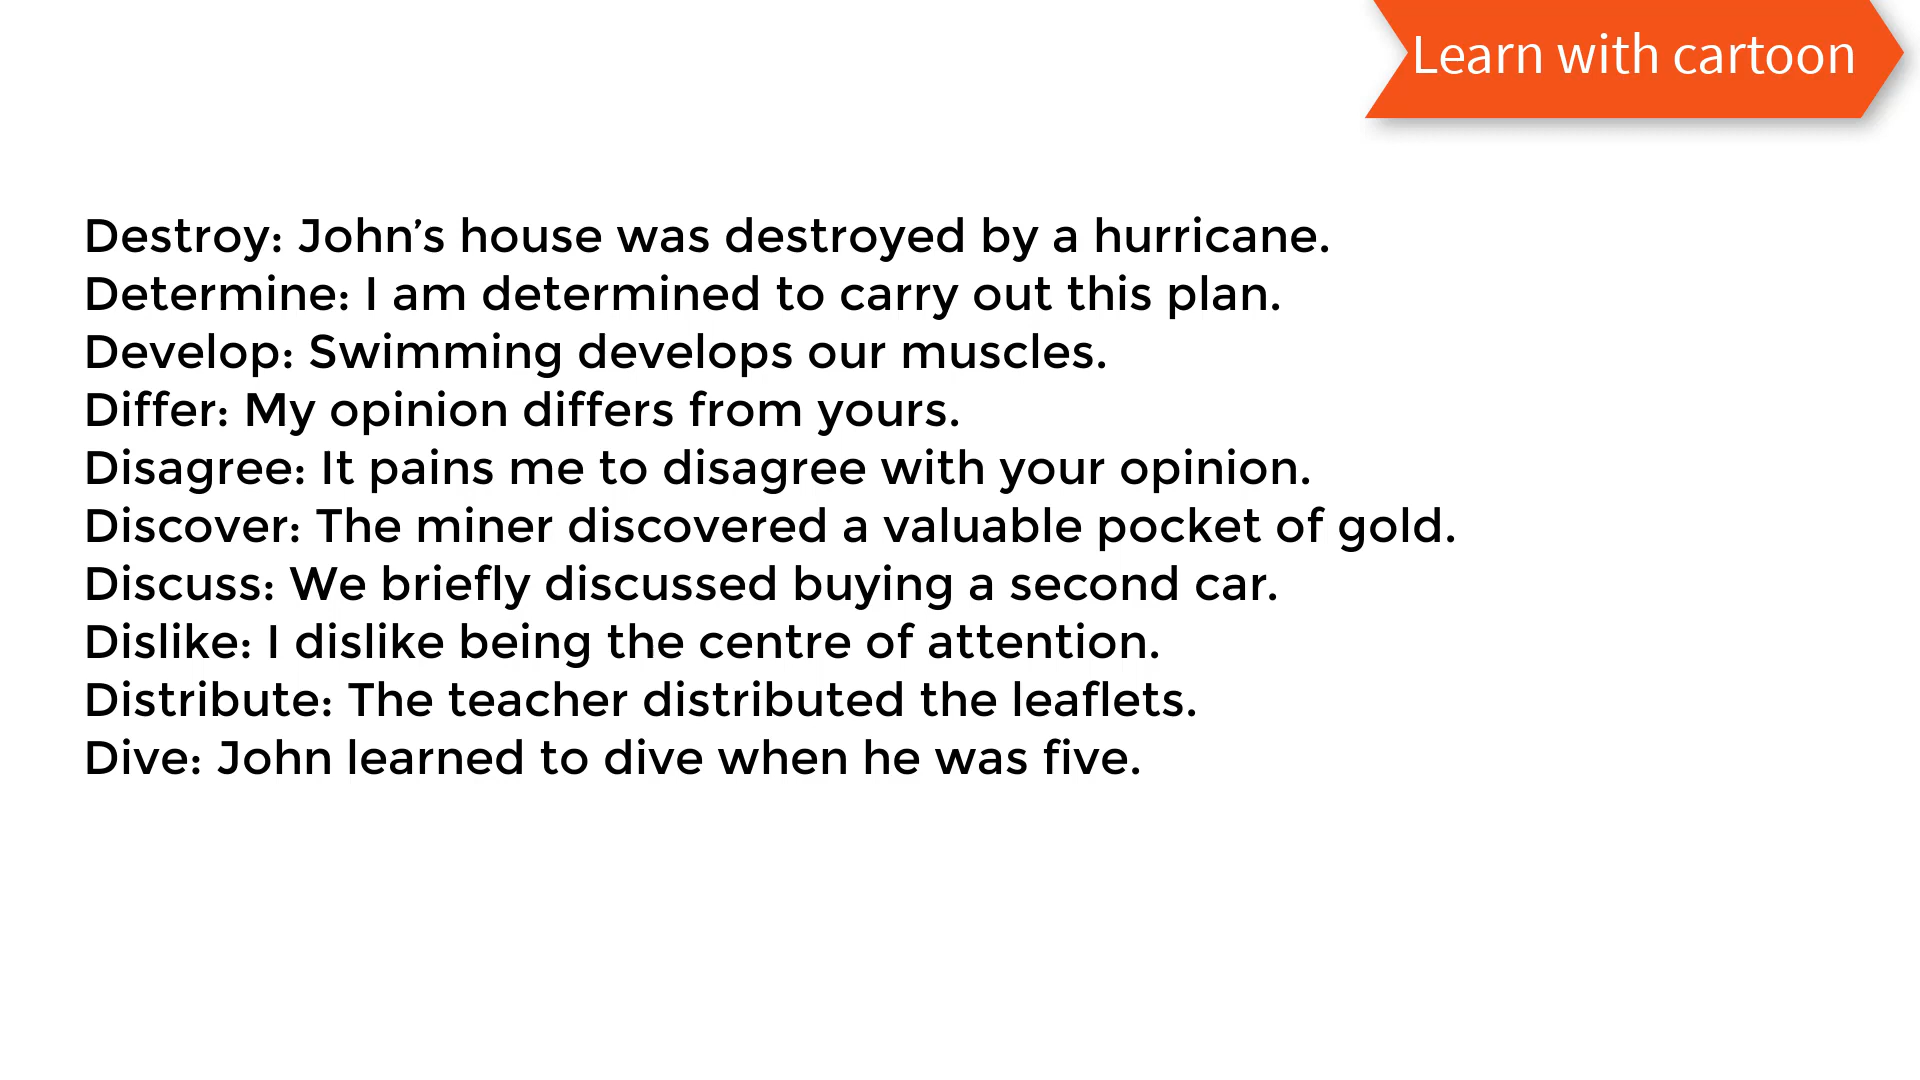 Learn with cartoon
Destroy: John’s house was destroyed by a hurricane.
Determine: I am determined to carry out this plan.
Develop: Swimming develops our muscles.
Differ: My opinion differs from yours.
Disagree: It pains me to disagree with your opinion.
Discover: The miner discovered a valuable pocket of gold.
Discuss: We briefly discussed buying a second car.
Dislike: I dislike being the centre of attention.
Distribute: The teacher distributed the leaflets.
Dive: John learned to dive when he was five.